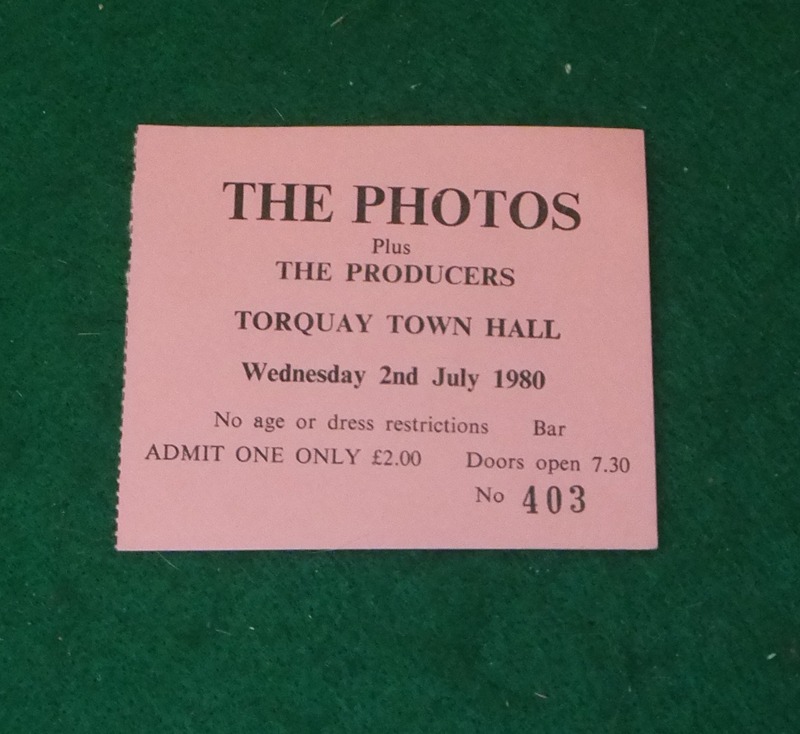 THE PHOTOS
Plus
THE PRODUCERS
TORQUAY TOWN HALL
Wednesday 2nd July 1980
No age or dress restrictions Bar
ADMIT ONE ONLY £2.00 Doors open 7.30
No 403